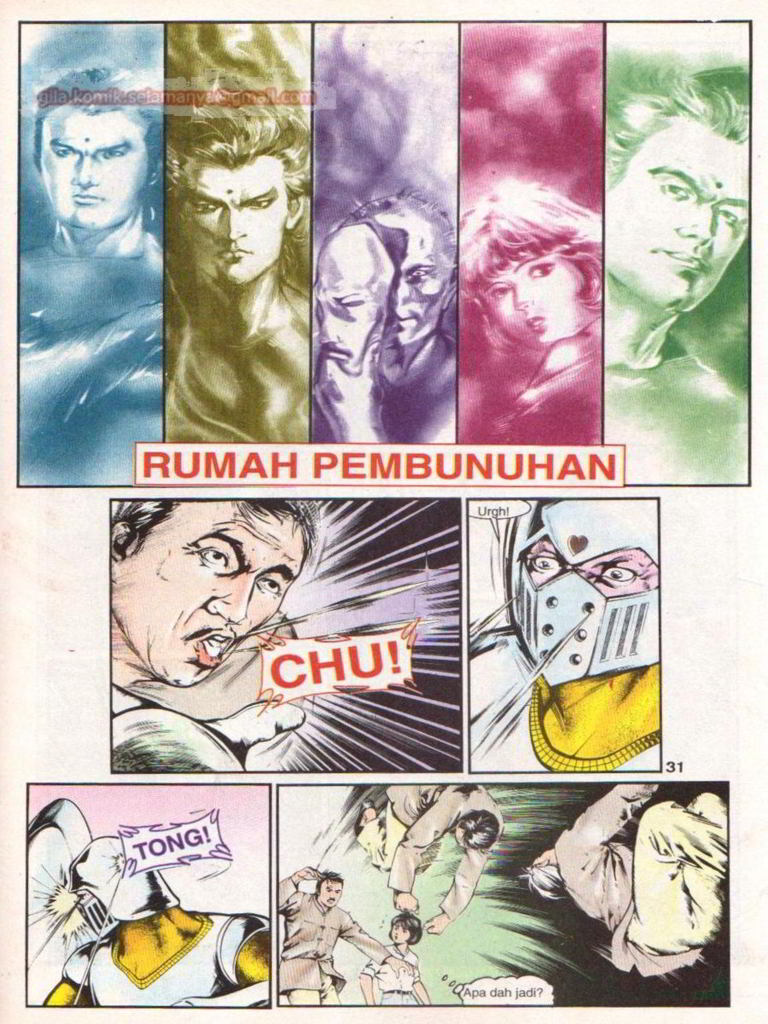 gila.komik.selamanya@gmail.com
RUMAH PEMBUNUHAN
CHU!
Urgh!
31
TONG!
Apa dah jadi?